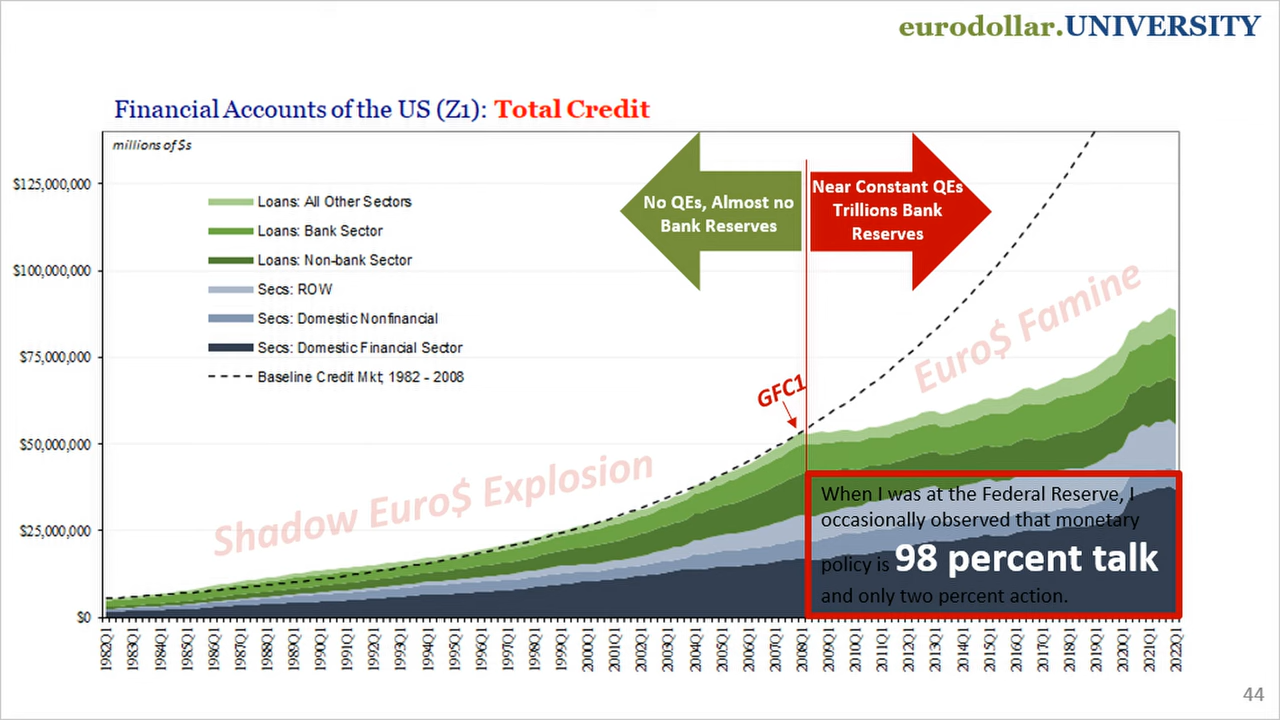 eurodollar.UNIVERSITY
Financial Accounts of the US (Z1): Total Credit
millions of $s
$125,000,000
$100,000,000
$75,000,000
$50,000,000
$25,000,000
$0
Loans: All Other Sectors
Loans: Bank Sector
Loans: Non-bank Sector
Secs: ROW
Secs: Domestic Nonfinancial
Secs: Domestic Financial Sector
Baseline Credit Mkt; 1982 - 2008
No QEs, Almost no
Bank Reserves
Near Constant QEs
Trillions Bank
Reserves
GFC1
Shadow Euro$ Explosion
Euro$ Famine
When I was at the Federal Reserve, I
occasionally observed that monetary
policy is 98 percent talk
and only two percent action.
1982Q1
1983Q1
1984Q1
1985Q1
1986Q1
1987Q1
1988Q1
1989Q1
1990Q1
1991Q1
1992Q1
1993Q1
1994Q1
1995Q1
1996Q1
1997Q1
1998Q1
1999Q1
2000Q1
2001Q1
2002Q1
2003Q1
2004Q1
2005Q1
2006Q1
2007Q1
2008Q1
2009Q1
2010Q1
2011Q1
2012Q1
2013Q1
2014Q1
2015Q1
2016Q1
2017Q1
2018Q1
2019Q1
2020Q1
2021Q1
2022Q1
44